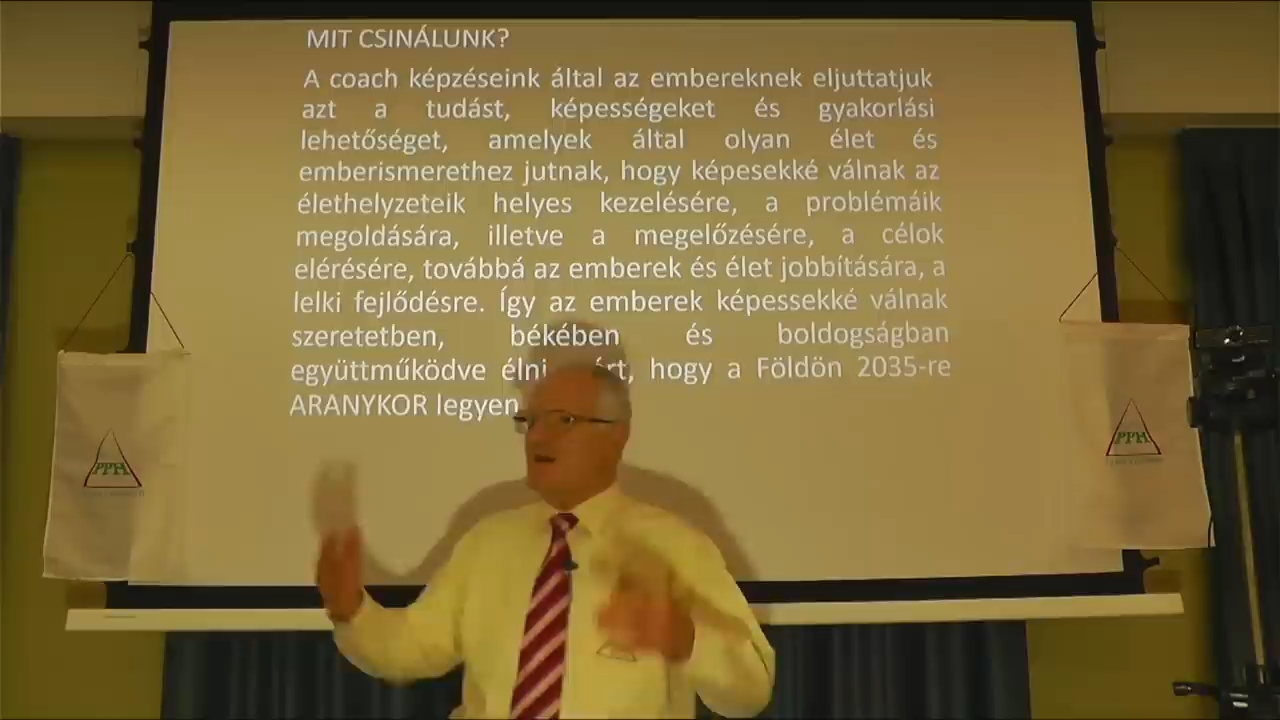 MIT CSINÁLUNK?
A coach képzéseink által az embereknek eljuttatjuk
azt a tudást, képességeket és gyakorlási
lehetőséget, amelyek által olyan élet és
emberismerethez jutnak, hogy képesekké válnak az
élethelyzeteik helyes kezelésére, a problémáik
megoldására, illetve a megelőzésére, a célok
elérésére, továbbá az emberek és élet jobbítására, a
lelki fejlődésre. Így az emberek képessekké válnak
szeretetben, békében és boldogságban
együttműködve élni hogy a Földön 2035-re
ARANYKOR legyen
PPH
PPH